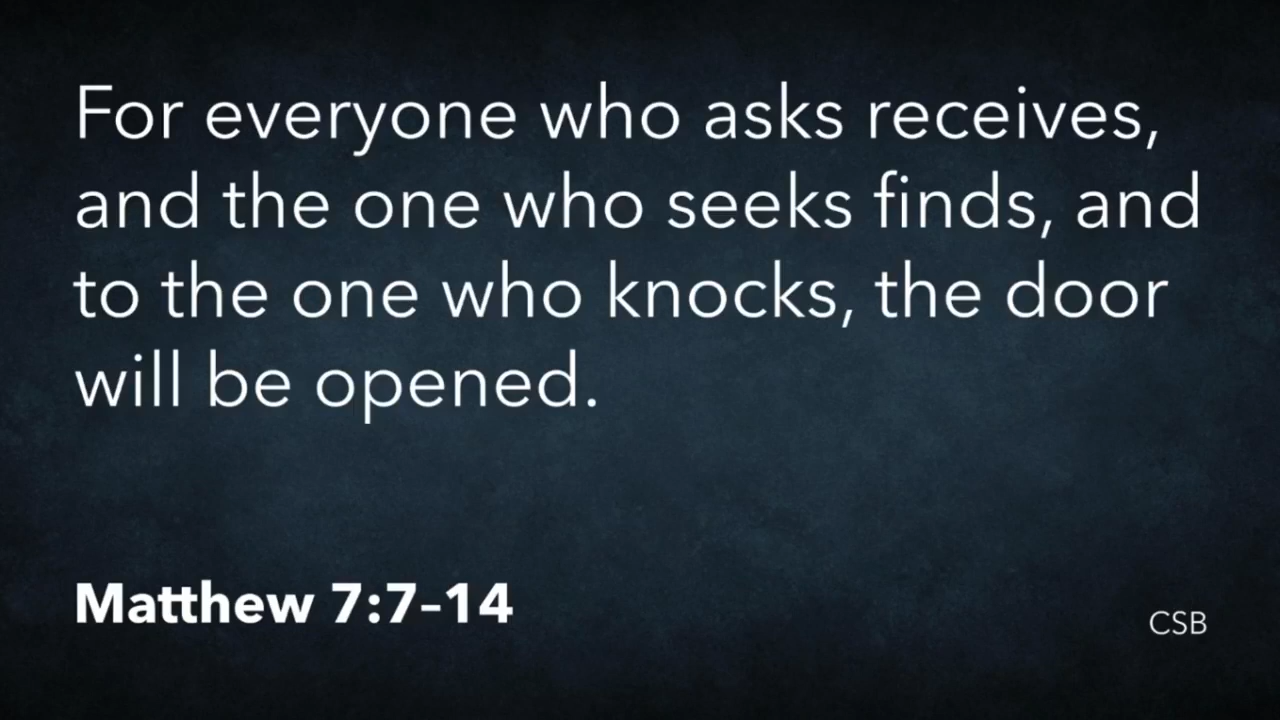 For everyone who asks receives,
and the one who seeks finds, and
to the one who knocks, the door
will be opened.
Matthew 7:7–14
CSB